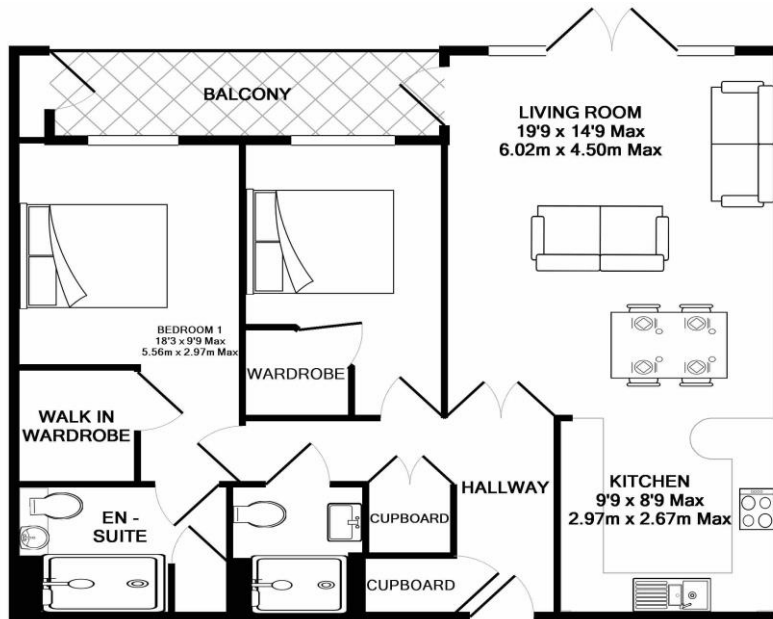 BALCONY
LIVING ROOM
19'9 x 14'9 Max
6.02m x 4.50m Max
BEDROOM 1
18'3 x 9'9 Max
5.56m x 2.97m Max
WARDROBE
WALK IN
WARDROBE
EN -
SUITE
CUPBOARD
CUPBOARD
HALLWAY
KITCHEN
9'9 x 8'9 Max
2.97m x 2.67m Max